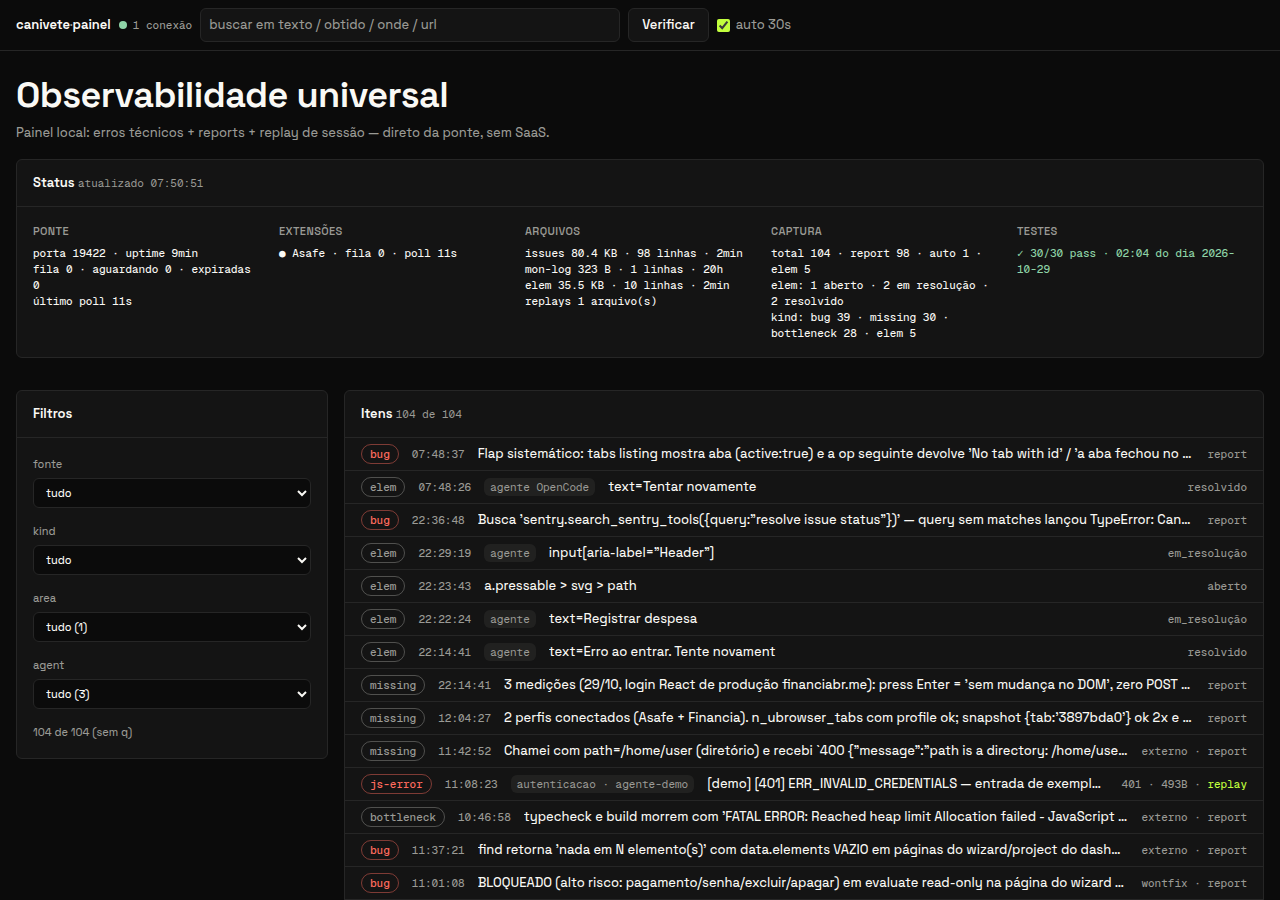 canivete·painel 1 conexão buscar em texto / obtido / onde / url Verificar auto 30s
Observabilidade universal
Painel local: erros técnicos + reports + replay de sessão — direto da ponte, sem SaaS.
Status atualizado 07:50:51
PONTE
porta 19422 · uptime 9min
fila 0 · aguardando 0 · expiradas
0
último poll 11s
EXTENSÕES
● Asafe · fila 0 · poll 11s
ARQUIVOS
issues 80.4 KB · 98 linhas · 2min
mon-log 323 B · 1 linhas · 20h
elem 35.5 KB · 10 linhas · 2min
replays 1 arquivo(s)
CAPTURA
total 104 · report 98 · auto 1 ·
elem 5
elem: 1 aberto · 2 em resolução ·
2 resolvido
kind: bug 39 · missing 30 ·
bottleneck 28 · elem 5
TESTES
✓ 30/30 pass · 02:04 do dia 2026-
10-29
Filtros
fonte
tudo
kind
tudo
area
tudo (1)
agent
tudo (3)
104 de 104 (sem q)
Itens 104 de 104
bug 07:48:37 Flap sistemático: tabs listing mostra aba (active:true) e a op seguinte devolve 'No tab with id' / 'a aba fechou no ... report
elem 07:48:26 agente OpenCode text=Tentar novamente resolvido
bug 22:36:48 Busca 'sentry.search_sentry_tools({query:"resolve issue status"})' — query sem matches lançou TypeError: Can... report
elem 22:29:19 agente input[aria-label="Header"] em_resolução
elem 22:23:43 a.pressable > svg > path aberto
elem 22:22:24 agente text=Registrar despesa em_resolução
elem 22:14:41 agente text=Erro ao entrar. Tente novament resolvido
missing 22:14:41 3 medições (29/10, login React de produção financiabr.me): press Enter = 'sem mudança no DOM', zero POST ... report
missing 12:04:27 2 perfis conectados (Asafe + Financia). n_ubrowser_tabs com profile ok; snapshot {tab:'3897bda0'} ok 2x e ... report
missing 11:42:52 Chamei com path=/home/user (diretório) e recebi `400 {"message":"path is a directory: /home/use... externo · report
js-error 11:08:23 autenticacao · agente-demo [demo] [401] ERR_INVALID_CREDENTIALS — entrada de exempl... 401 · 493B · replay
bottleneck 10:46:58 typecheck e build morrem com 'FATAL ERROR: Reached heap limit Allocation failed - JavaScript ... externo · report
bug 11:37:21 find retorna 'nada em N elemento(s)' com data.elements VAZIO em páginas do wizard/project do dash... externo · report
bug 11:01:08 BLOQUEADO (alto risco: pagamento/senha/excluir/apagar) em evaluate read-only na página do wizard ... wontfix · report